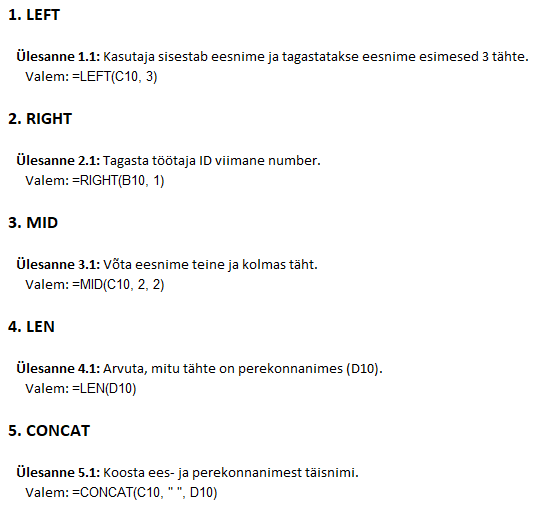 1. LEFT
Ülesanne 1.1: Kasutaja sisestab eesnime ja tagastatakse eesnime esimesed 3 tähte.
Valem: =LEFT(C10, 3)
2. RIGHT
Ülesanne 2.1: Tagasta töötaja ID viimane number.
Valem: =RIGHT(B10, 1)
3. MID
Ülesanne 3.1: Võta eesnime teine ja kolmas täht.
Valem: =MID(C10, 2, 2)
4. LEN
Ülesanne 4.1: Arvuta, mitu tähte on perekonnanimes (D10).
Valem: =LEN(D10)
5. CONCAT
Ülesanne 5.1: Koosta ees- ja perekonnanimest täisnimi.
Valem: =CONCAT(C10, " ", D10)